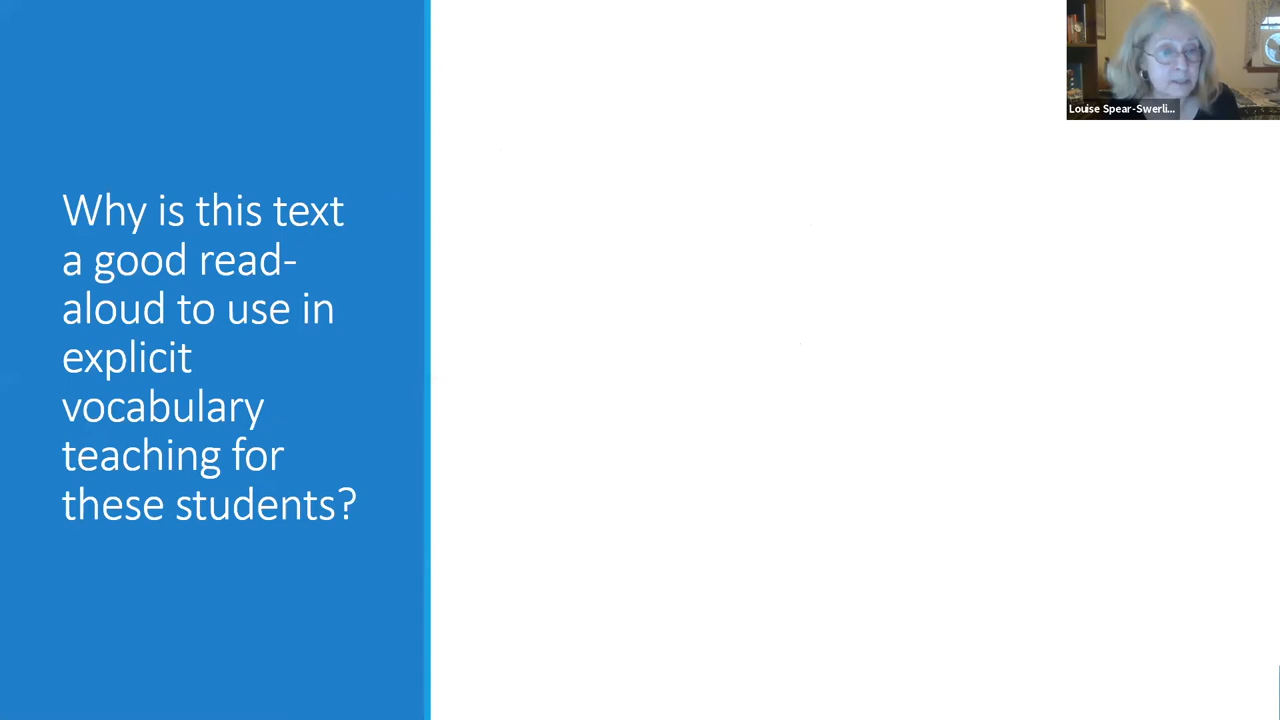 Why is this text
a good read-
aloud to use in
explicit
vocabulary
teaching for
these students?
Louise Spear-Swerli...